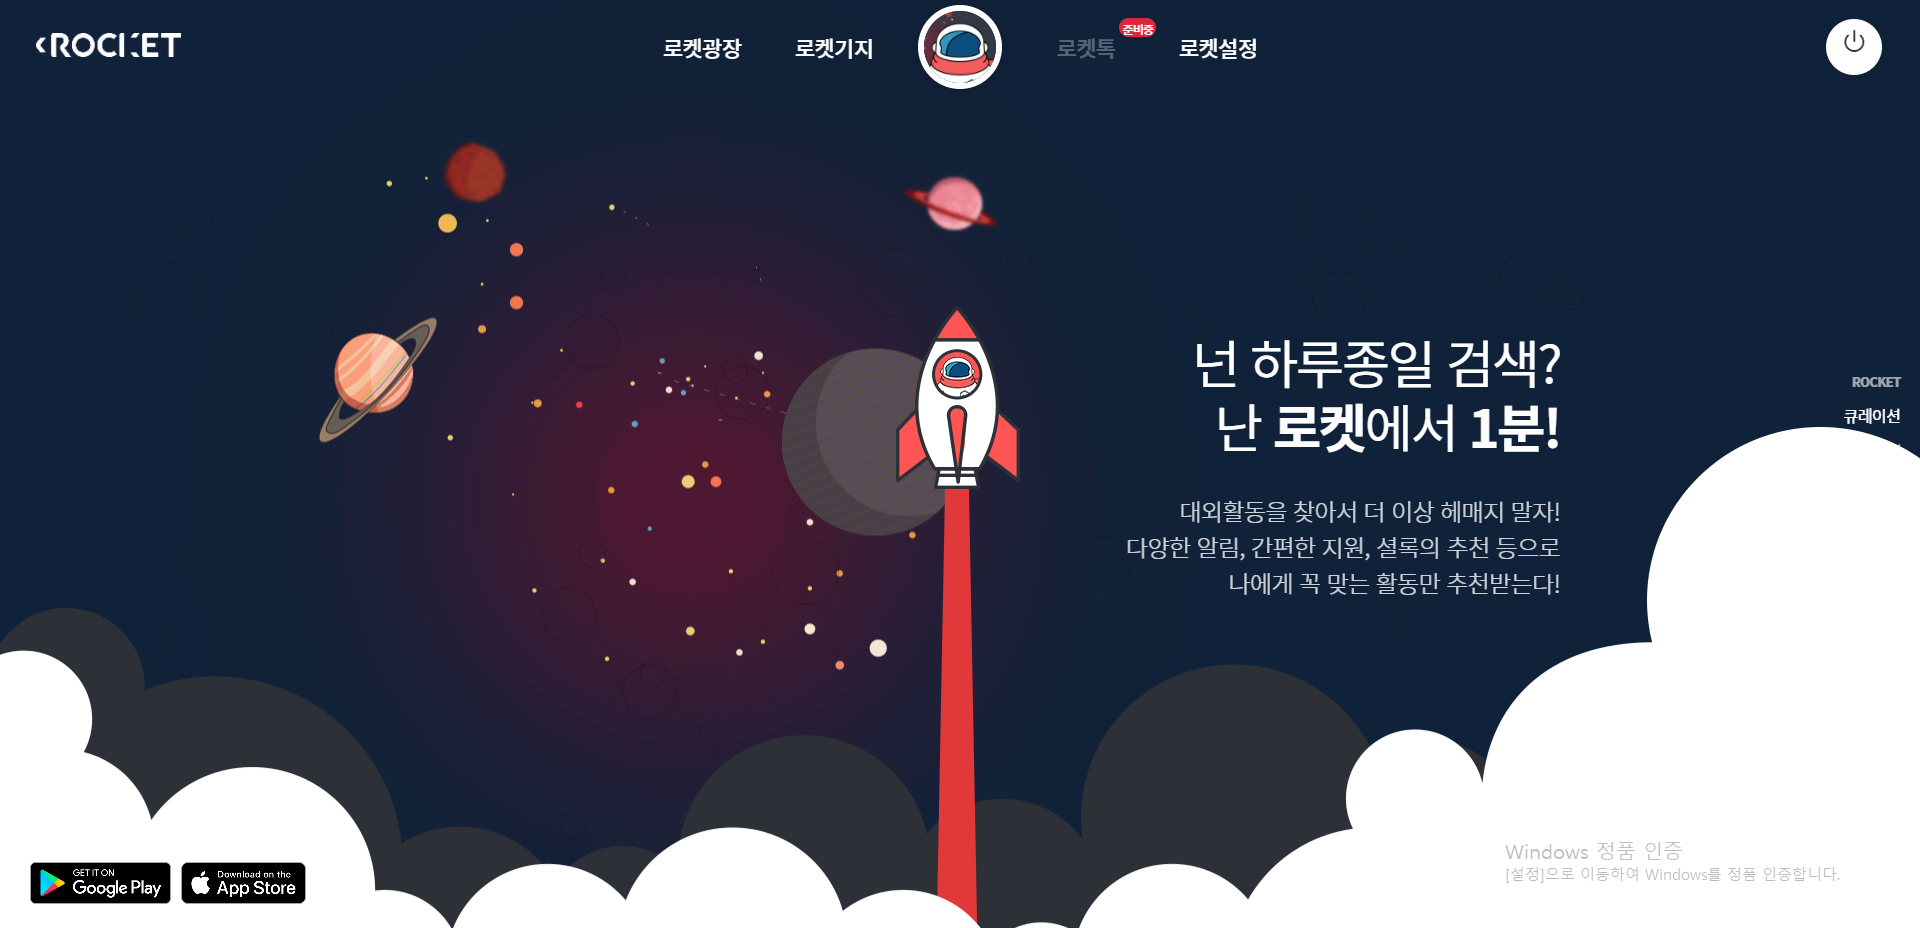 ROCKET
로켓광장
로켓기지
로켓톡
준비중
로켓설정
넌 하루종일 검색?
난 로켓에서 1분!
대외활동을 찾아서 더 이상 헤매지 말자!
다양한 알림, 간편한 지원, 셜록의 추천 등으로
나에게 꼭 맞는 활동만 추천받는다!
ROCKET
큐레이션
GET IT ON
Google Play
Download on the
App Store
Windows 정품 인증
[설정]으로 이동하여 Windows를 정품 인증합니다.